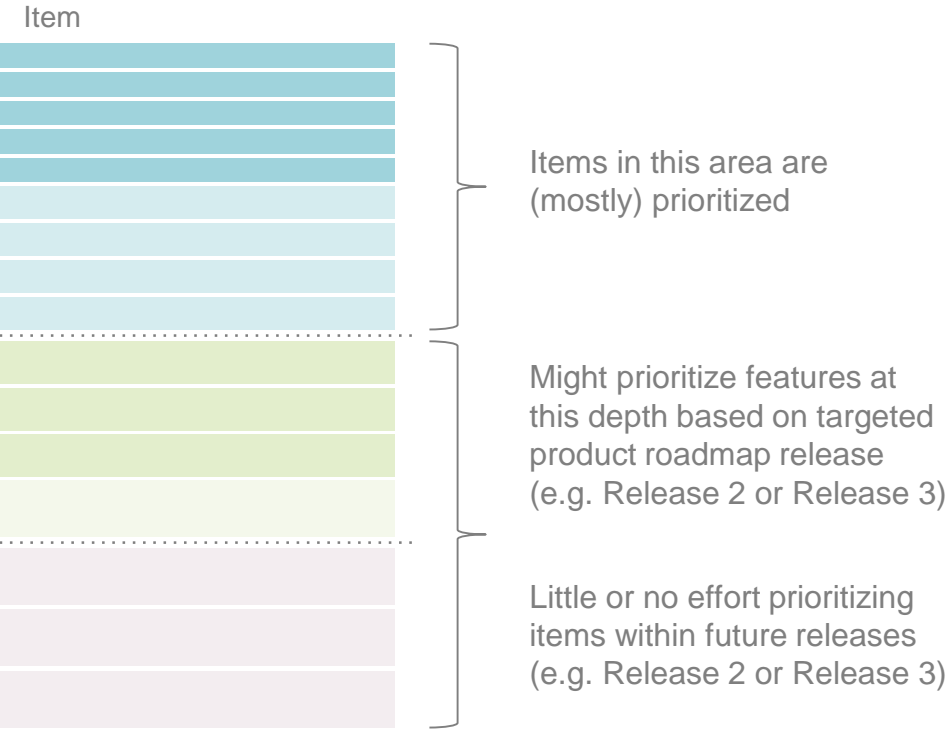 Item
Items in this area are
(mostly) prioritized
Might prioritize features at
this depth based on targeted
product roadmap release
(e.g. Release 2 or Release 3)
Little or no effort prioritizing
items within future releases
(e.g. Release 2 or Release 3)